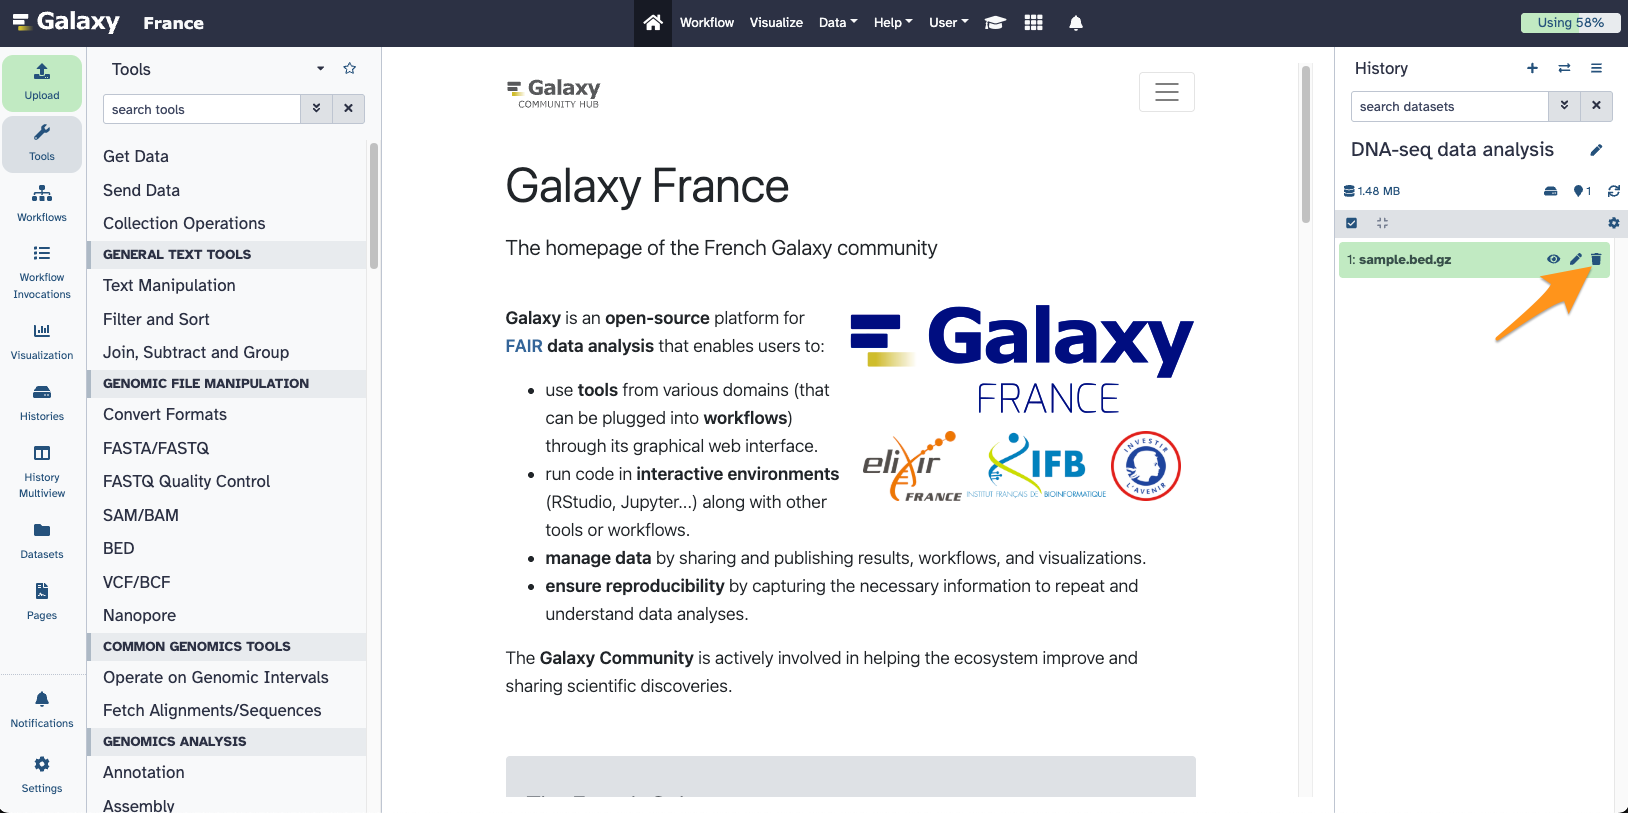 Galaxy France Workflow Visualize Data Help User Using 58%
Upload
Tools
Workflows
Workflow
Invocations
Visualization
Histories
History
Multiview
Datasets
Pages
Notifications
Settings
Tools
search tools
Get Data
Send Data
Collection Operations
GENERAL TEXT TOOLS
Text Manipulation
Filter and Sort
Join, Subtract and Group
GENOMIC FILE MANIPULATION
Convert Formats
FASTA/FASTQ
FASTQ Quality Control
SAM/BAM
BED
VCF/BCF
Nanopore
COMMON GENOMICS TOOLS
Operate on Genomic Intervals
Fetch Alignments/Sequences
GENOMICS ANALYSIS
Annotation
Assembly
Galaxy
COMMUNITY HUB
Galaxy France
The homepage of the French Galaxy community
Galaxy is an open-source platform for
FAIR data analysis that enables users to:
use tools from various domains (that
can be plugged into workflows)
through its graphical web interface.
run code in interactive environments
(RStudio, Jupyter...) along with other
tools or workflows.
manage data by sharing and publishing results, workflows, and visualizations.
ensure reproducibility by capturing the necessary information to repeat and
understand data analyses.
The Galaxy Community is actively involved in helping the ecosystem improve and
sharing scientific discoveries.
Galaxy
FRANCE
elixir
FRANCE
IFB
INSTITUT FRANÇAIS DE BIOINFORMATIQUE
INVESTIR
L'AVENIR
History
search datasets
DNA-seq data analysis
1.48 MB 1
1: sample.bed.gz